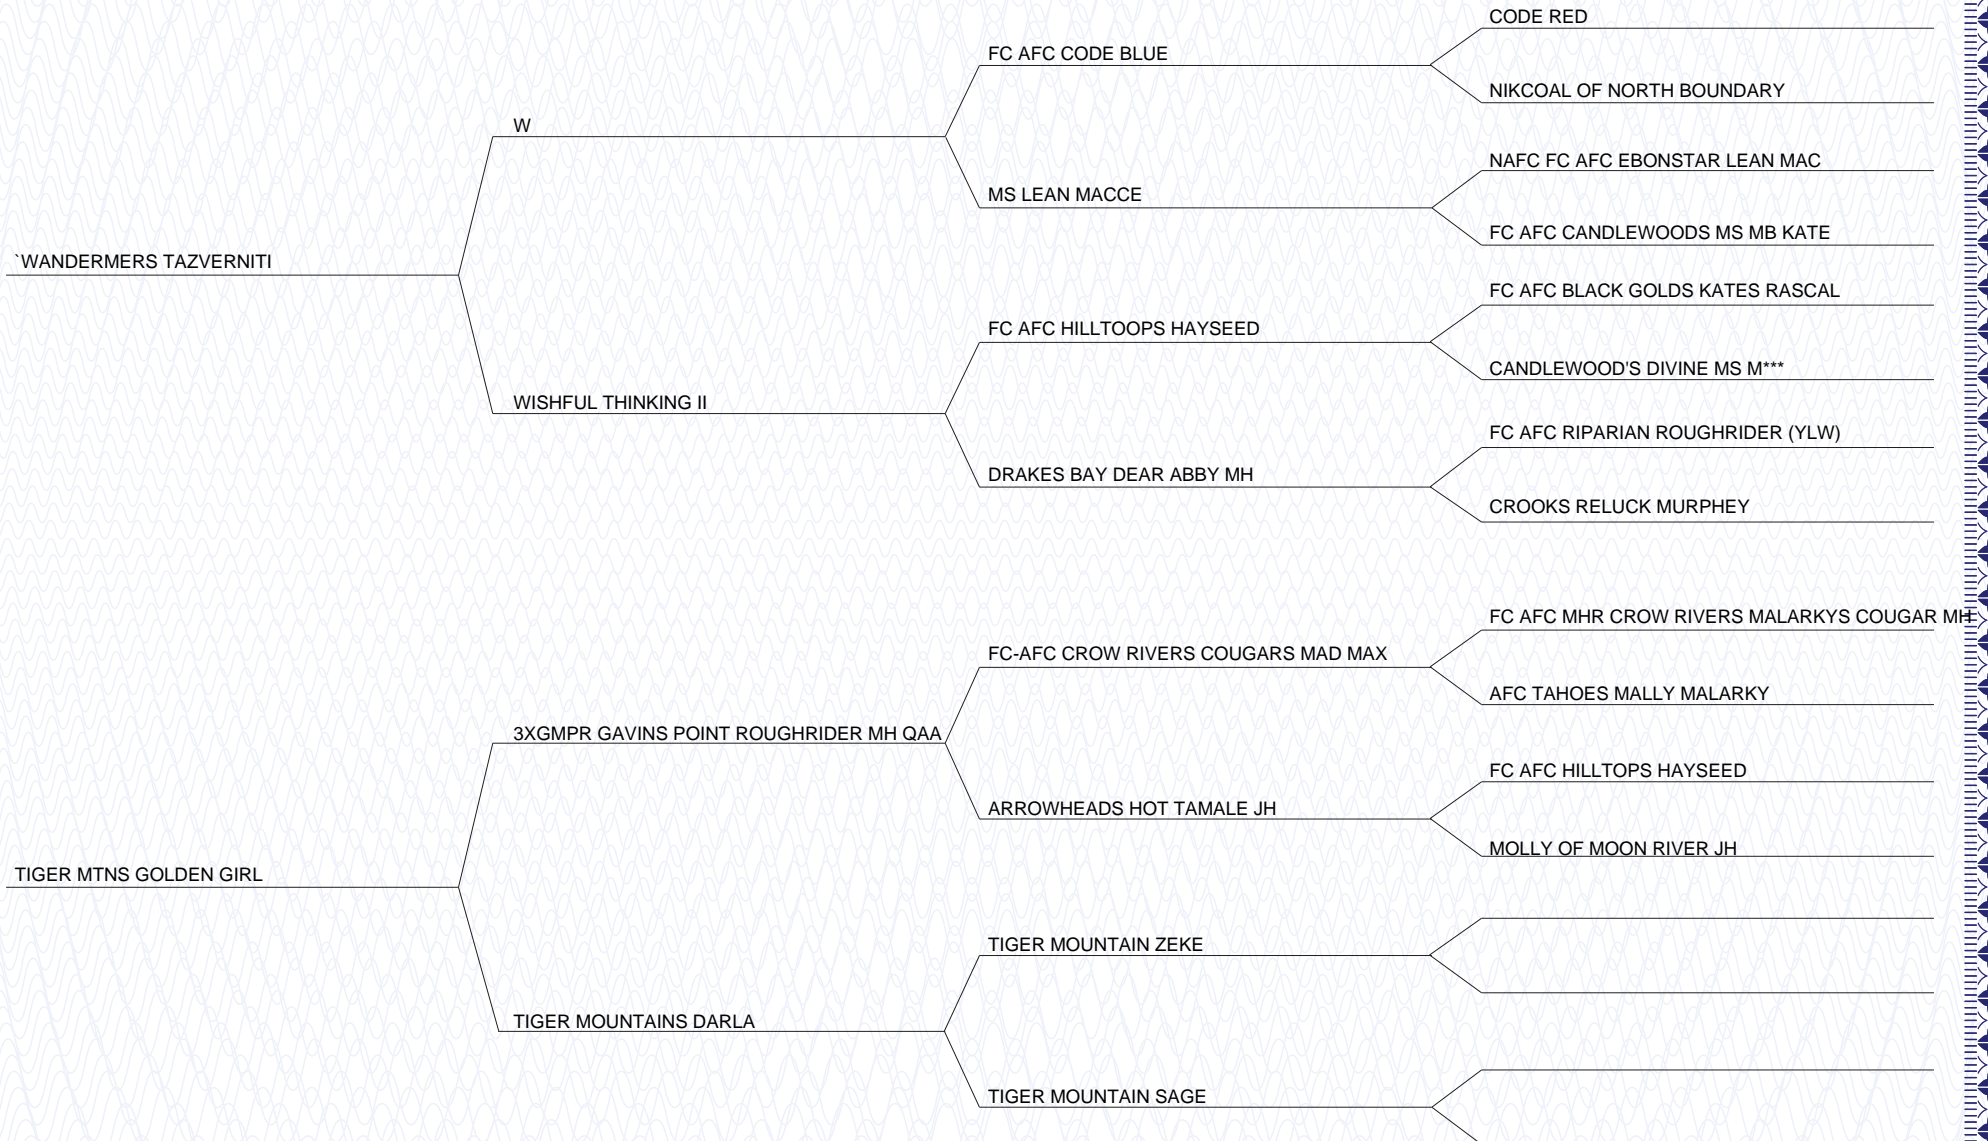 CODE RED
FC AFC CODE BLUE
NIKCOAL OF NORTH BOUNDARY
W
NAFC FC AFC EBONSTAR LEAN MAC
MS LEAN MACCE
FC AFC CANDLEWOODS MS MB KATE
`WANDERMERS TAZVERNITI
FC AFC BLACK GOLDS KATES RASCAL
FC AFC HILLTOOPS HAYSEED
CANDLEWOOD'S DIVINE MS M***
WISHFUL THINKING II
FC AFC RIPARIAN ROUGHRIDER (YLW)
DRAKES BAY DEAR ABBY MH
CROOKS RELUCK MURPHEY
FC AFC MHR CROW RIVERS MALARKYS COUGAR MH
FC-AFC CROW RIVERS COUGARS MAD MAX
AFC TAHOES MALLY MALARKY
3XGMPR GAVINS POINT ROUGHRIDER MH QAA
FC AFC HILLTOPS HAYSEED
ARROWHEADS HOT TAMALE JH
MOLLY OF MOON RIVER JH
TIGER MTNS GOLDEN GIRL
TIGER MOUNTAIN ZEKE
TIGER MOUNTAINS DARLA
TIGER MOUNTAIN SAGE